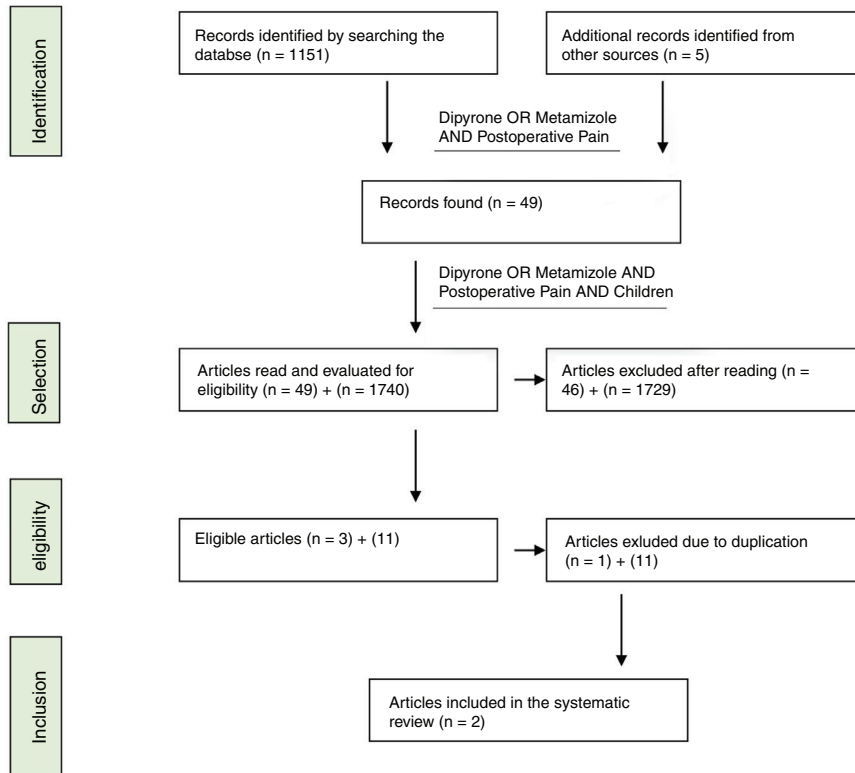 Identification
Records identified by searching the
databse (n = 1151)
Additional records identified from
other sources (n = 5)
Dipyrone OR Metamizole
AND Postoperative Pain
Records found (n = 49)
Dipyrone OR Metamizole AND
Postoperative Pain AND Children
Selection
Articles read and evaluated for
eligibility (n = 49) + (n = 1740)
Articles excluded after reading (n =
46) + (n = 1729)
eligibility
Eligible articles (n = 3) + (11)
Articles exluded due to duplication
(n = 1) + (11)
Inclusion
Articles included in the systematic
review (n = 2)